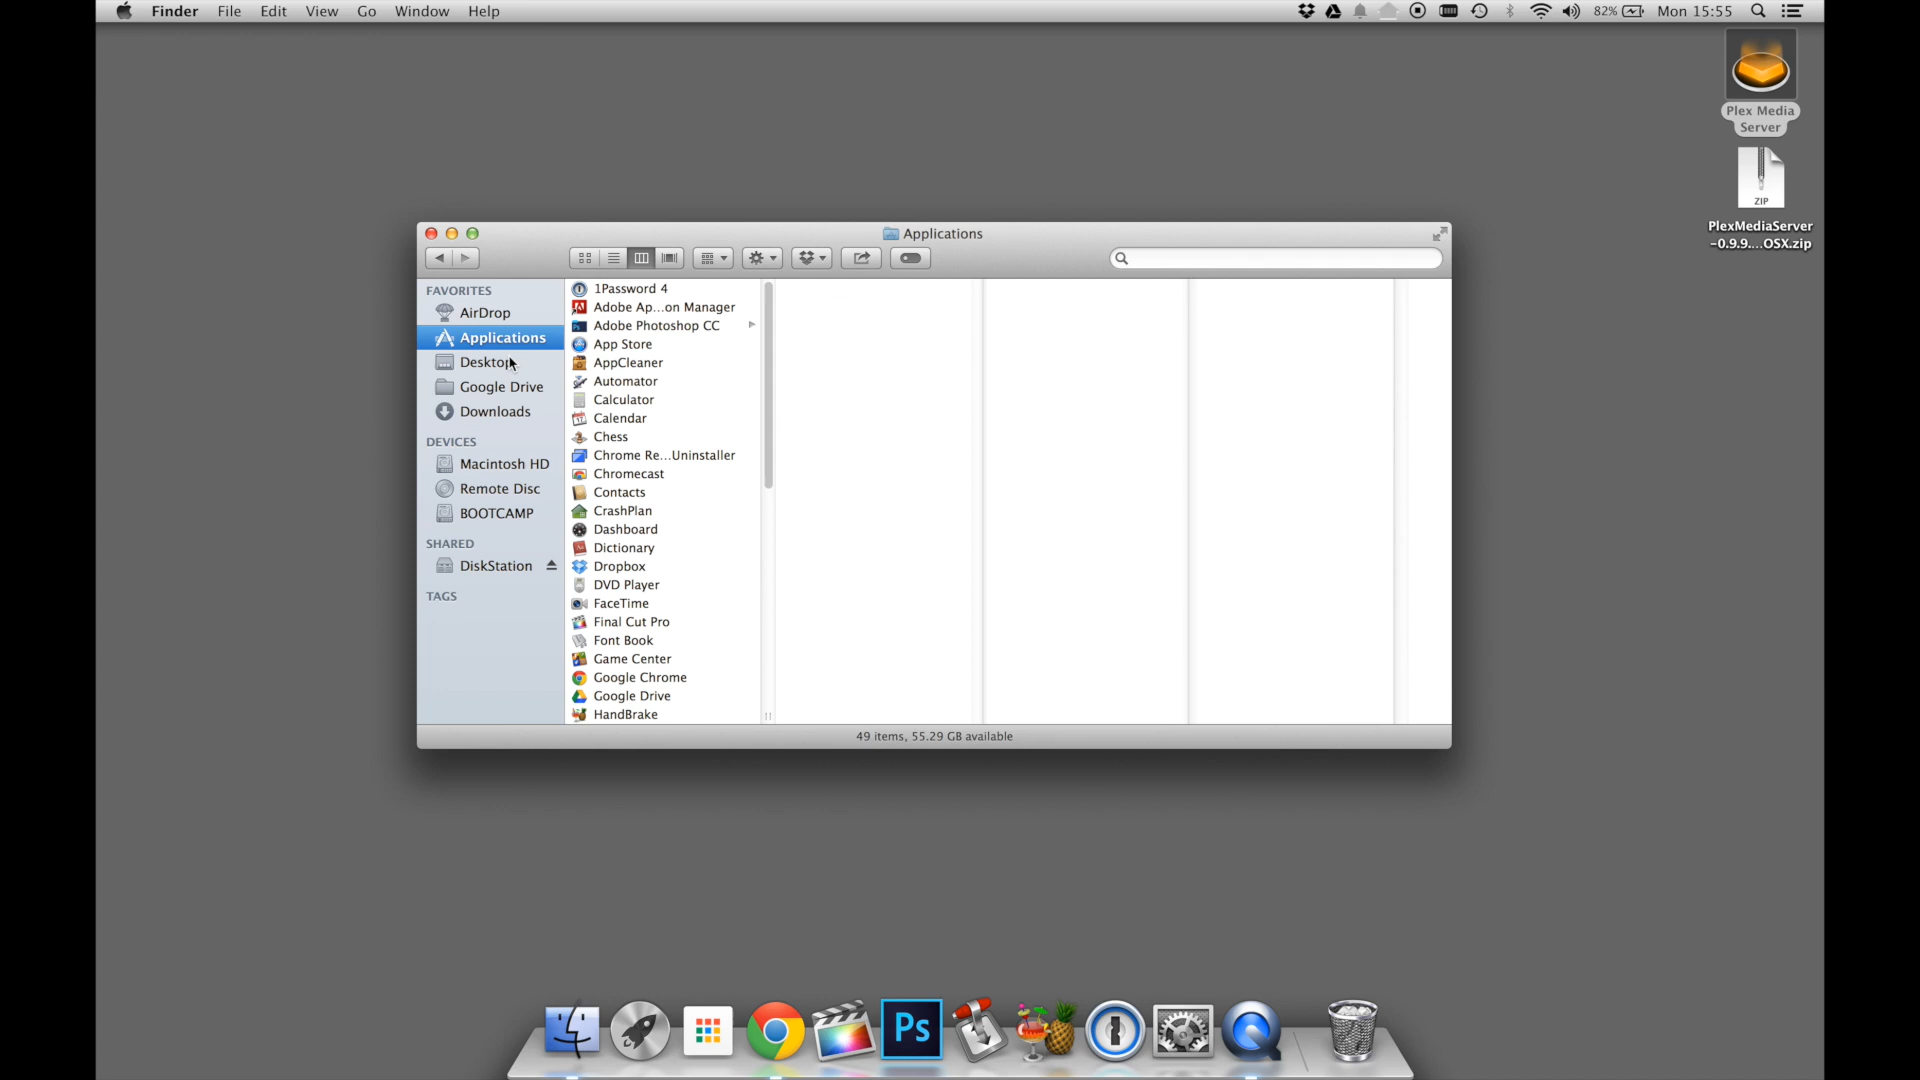 Finder File Edit View Go Window Help
82% Mon 15:55
Plex Media
Server
ZIP
PlexMediaServer
-0.9.9....OSX.zip
Applications
FAVORITES
AirDrop
Applications
Desktop
Google Drive
Downloads
DEVICES
Macintosh HD
Remote Disc
BOOTCAMP
SHARED
DiskStation
TAGS
1Password 4
Adobe Ap...on Manager
Adobe Photoshop CC
App Store
AppCleaner
Automator
Calculator
Calendar
Chess
Chrome Re...Uninstaller
Chromecast
Contacts
CrashPlan
Dashboard
Dictionary
Dropbox
DVD Player
FaceTime
Final Cut Pro
Font Book
Game Center
Google Chrome
Google Drive
HandBrake
49 items, 55.29 GB available
Ps